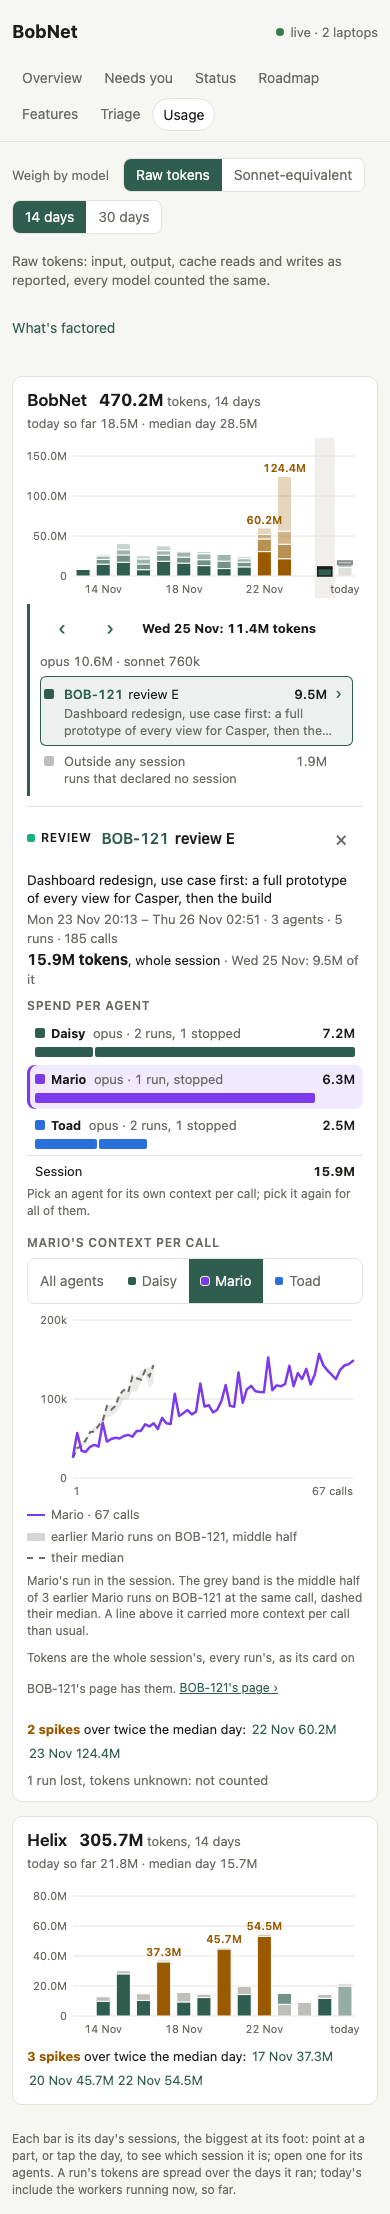 BobNet
live · 2 laptops
Overview Needs you Status Roadmap
Features Triage Usage
Weigh by model Raw tokens Sonnet-equivalent
14 days 30 days
Raw tokens: input, output, cache reads and writes as
reported, every model counted the same.
What's factored
BobNet 470.2M tokens, 14 days
today so far 18.5M · median day 28.5M
150.0M
124.4M
100.0M
60.2M
50.0M
0
14 Nov 18 Nov 22 Nov today
‹ › Wed 25 Nov: 11.4M tokens
opus 10.6M · sonnet 760k
BOB-121 review E 9.5M ›
Dashboard redesign, use case first: a full
prototype of every view for Casper, then the…
Outside any session 1.9M
runs that declared no session
REVIEW BOB-121 review E ×
Dashboard redesign, use case first: a full prototype
of every view for Casper, then the build
Mon 23 Nov 20:13 – Thu 26 Nov 02:51 · 3 agents · 5
runs · 185 calls
15.9M tokens, whole session · Wed 25 Nov: 9.5M of
it
SPEND PER AGENT
Daisy opus · 2 runs, 1 stopped 7.2M
Mario opus · 1 run, stopped 6.3M
Toad opus · 2 runs, 1 stopped 2.5M
Session 15.9M
Pick an agent for its own context per call; pick it again for
all of them.
MARIO'S CONTEXT PER CALL
All agents Daisy Mario Toad
200k
100k
0
1 67 calls
Mario · 67 calls
earlier Mario runs on BOB-121, middle half
their median
Mario's run in the session. The grey band is the middle half
of 3 earlier Mario runs on BOB-121 at the same call, dashed
their median. A line above it carried more context per call
than usual.
Tokens are the whole session's, every run's, as its card on
BOB-121's page has them. BOB-121's page ›
2 spikes over twice the median day: 22 Nov 60.2M
23 Nov 124.4M
1 run lost, tokens unknown: not counted
Helix 305.7M tokens, 14 days
today so far 21.8M · median day 15.7M
80.0M
60.0M
54.5M
45.7M
37.3M
40.0M
20.0M
0
14 Nov 18 Nov 22 Nov today
3 spikes over twice the median day: 17 Nov 37.3M
20 Nov 45.7M 22 Nov 54.5M
Each bar is its day's sessions, the biggest at its foot: point at a
part, or tap the day, to see which session it is; open one for its
agents. A run's tokens are spread over the days it ran; today's
include the workers running now, so far.